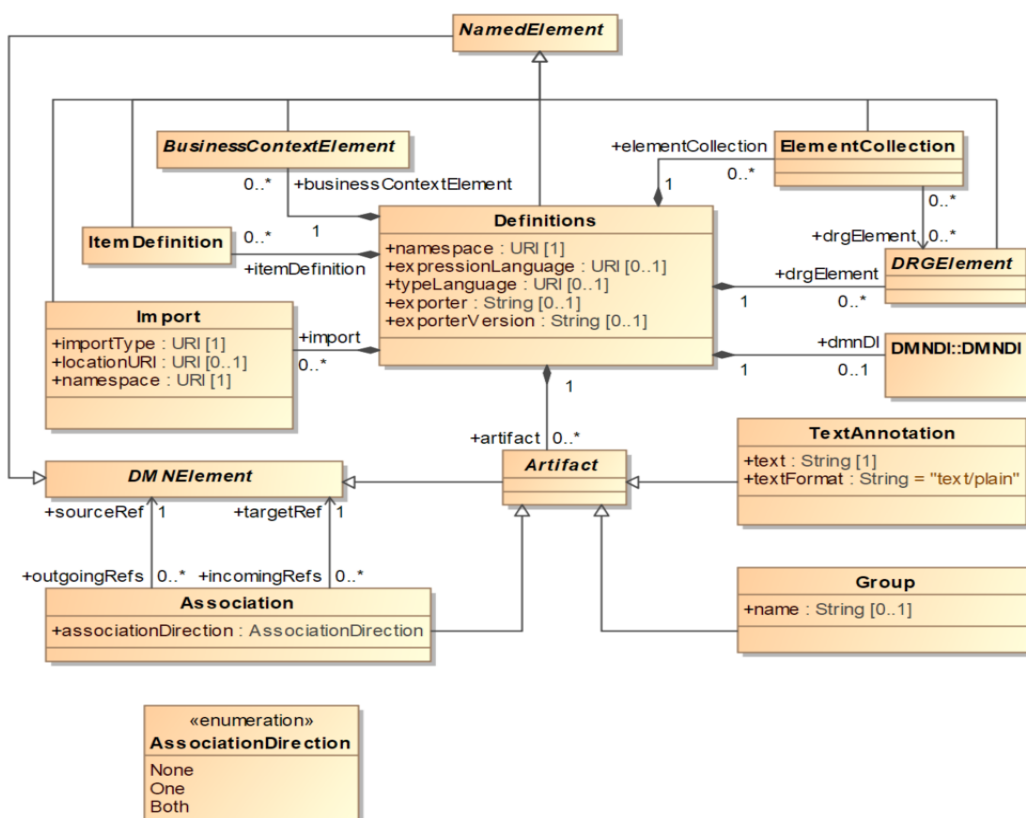 NamedElement
BusinessContextElement
0..*
+businessContextElement
1
+elementCollection
1
0..*
ElementCollection
0..*
+drgElement
0..*
ItemDefinition
0..*
+itemDefinition
Definitions
+namespace : URI [1]
+expressionLanguage : URI [0..1]
+typeLanguage : URI [0..1]
+exporter : String [0..1]
+exporterVersion : String [0..1]
DRGElement
+drgElement
1
0..*
Import
+importType : URI [1]
+locationURI : URI [0..1]
+namespace : URI [1]
+import
0..*
+dmnDI
1
0..1
DMNDI::DMNDI
1
+artifact
0..*
DMNElement
Artifact
TextAnnotation
+text : String [1]
+textFormat : String = "text/plain"
+sourceRef
1
+targetRef
1
+outgoingRefs
0..*
+incomingRefs
0..*
Association
+associationDirection : AssociationDirection
Group
+name : String [0..1]
«enumeration»
AssociationDirection
None
One
Both